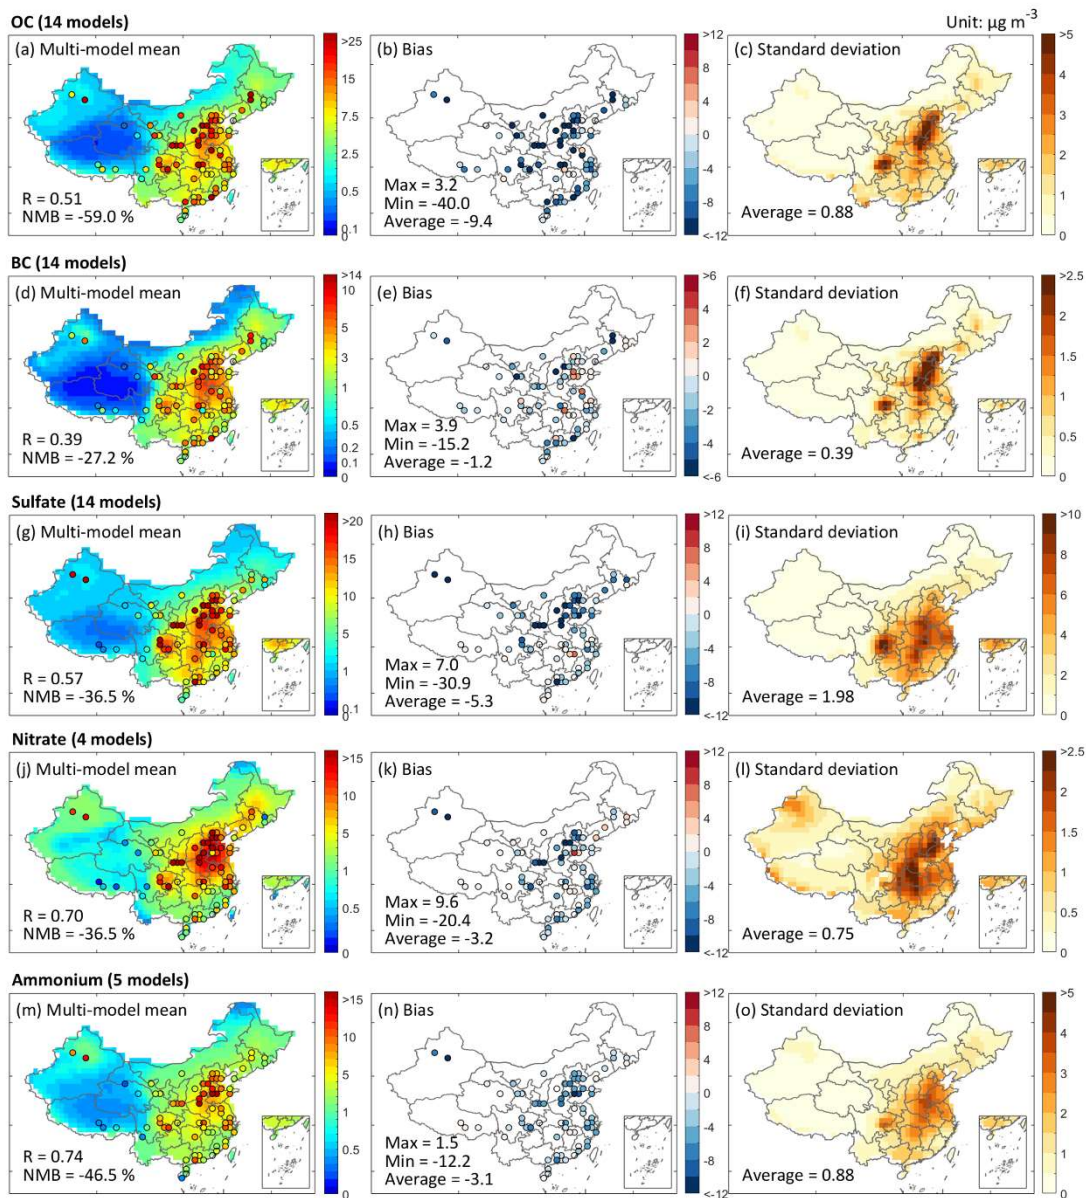 OC (14 models)
Unit: µg m⁻³
(a) Multi-model mean
>25
15
7.5
2.5
0.5
0.1
0
R = 0.51
NMB = -59.0 %
(b) Bias
>12
8
4
0
-4
-8
<-12
Max = 3.2
Min = -40.0
Average = -9.4
(c) Standard deviation
>5
4
3
2
1
0
Average = 0.88
BC (14 models)
(d) Multi-model mean
>14
10
5
3
1
0.5
0.1
0
R = 0.39
NMB = -27.2 %
(e) Bias
>6
4
2
0
-2
-4
<-6
Max = 3.9
Min = -15.2
Average = -1.2
(f) Standard deviation
>2.5
2
1.5
1
0.5
0
Average = 0.39
Sulfate (14 models)
(g) Multi-model mean
>20
15
10
5
1
0.1
0
R = 0.57
NMB = -36.5 %
(h) Bias
>12
8
4
0
-4
-8
<-12
Max = 7.0
Min = -30.9
Average = -5.3
(i) Standard deviation
>10
8
6
4
2
0
Average = 1.98
Nitrate (4 models)
(j) Multi-model mean
>15
10
5
1
0.5
0
R = 0.70
NMB = -36.5 %
(k) Bias
>12
8
4
0
-4
-8
<-12
Max = 9.6
Min = -20.4
Average = -3.2
(l) Standard deviation
>2.5
2
1.5
1
0.5
0
Average = 0.75
Ammonium (5 models)
(m) Multi-model mean
>15
10
5
1
0.5
0
R = 0.74
NMB = -46.5 %
(n) Bias
>12
8
4
0
-4
-8
<-12
Max = 1.5
Min = -12.2
Average = -3.1
(o) Standard deviation
>5
4
3
2
1
0
Average = 0.88